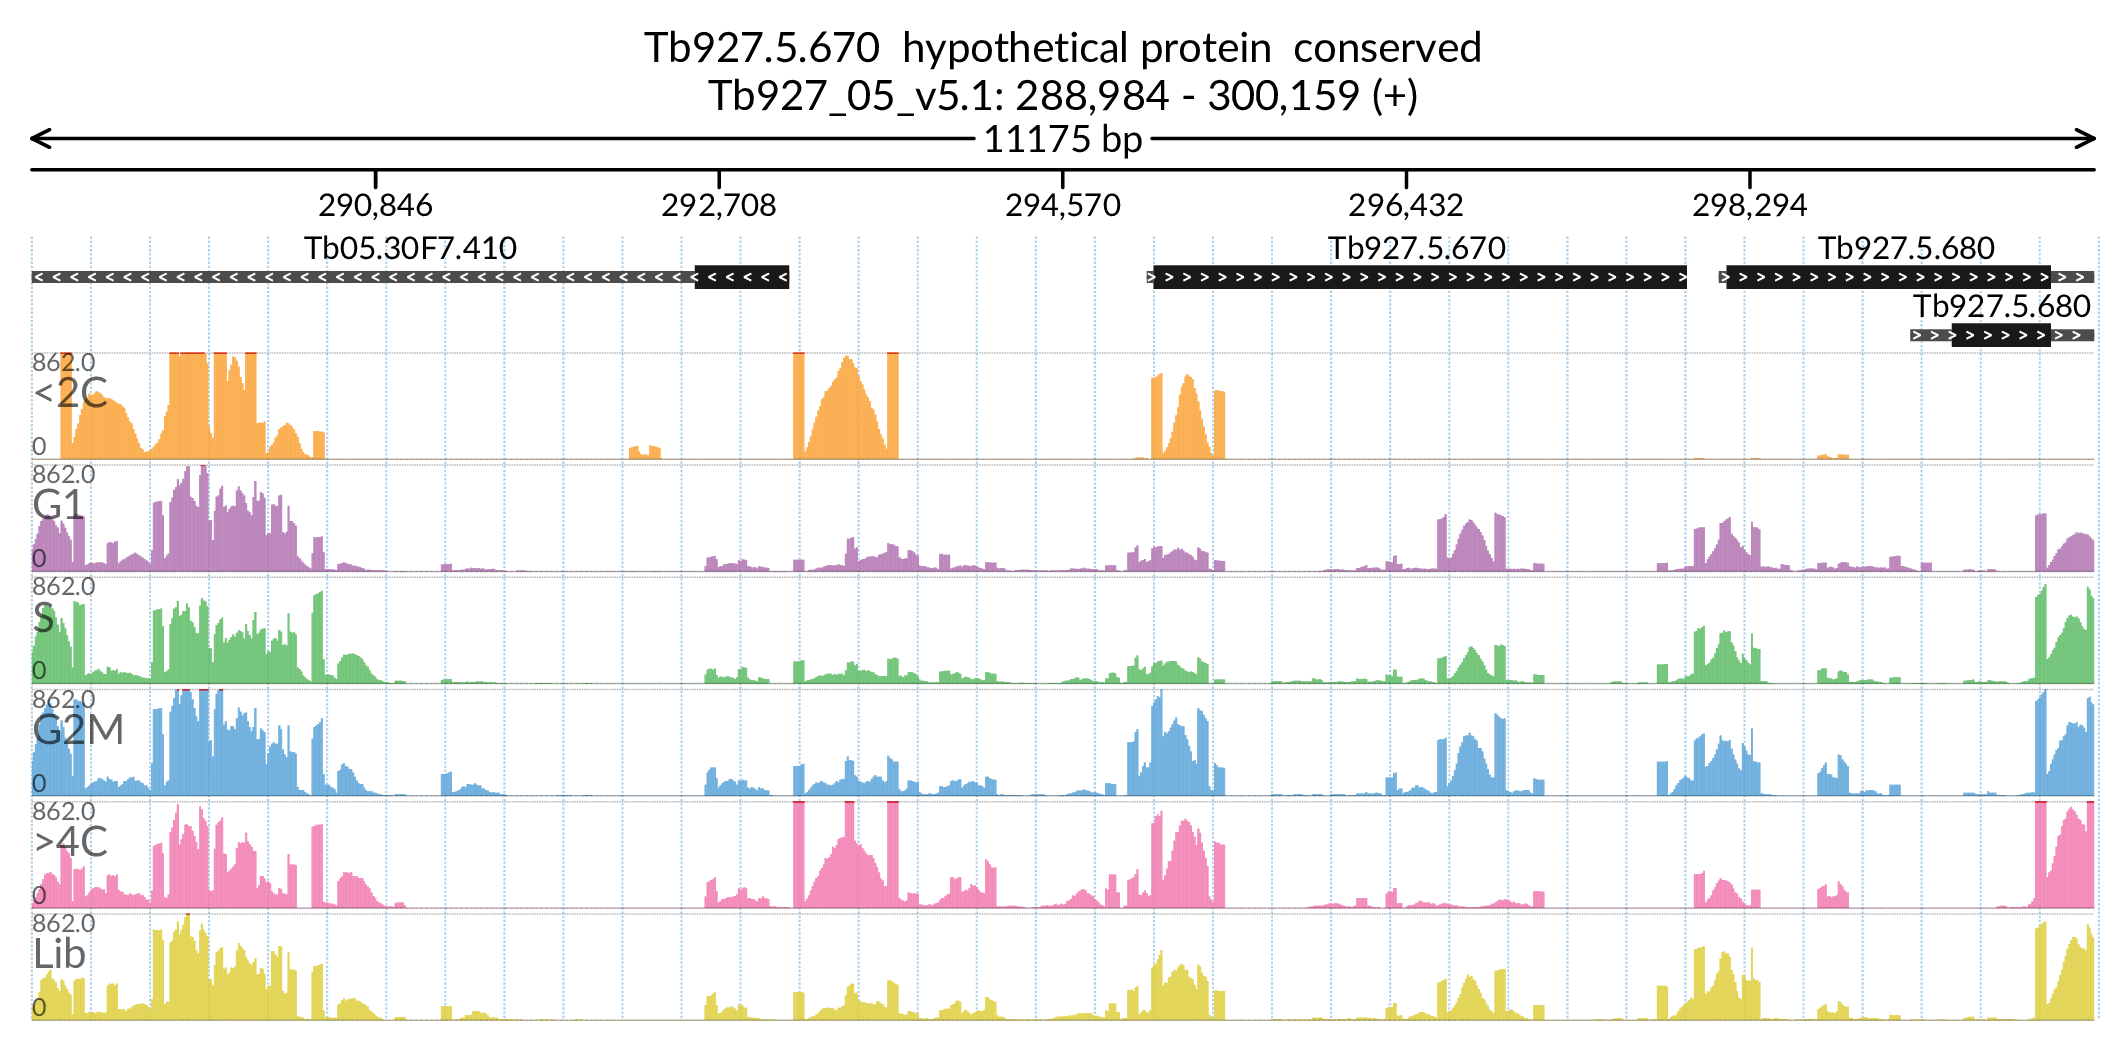 Tb927.5.670  hypothetical protein  conserved
Tb927_05_v5.1: 288,984 - 300,159 (+)
11175 bp
290,846 292,708 294,570 296,432 298,294
Tb05.30F7.410 Tb927.5.670 Tb927.5.680
Tb927.5.680
862.0
<2C
0
862.0
G1
0
862.0
S
0
862.0
G2M
0
862.0
>4C
0
862.0
Lib
0